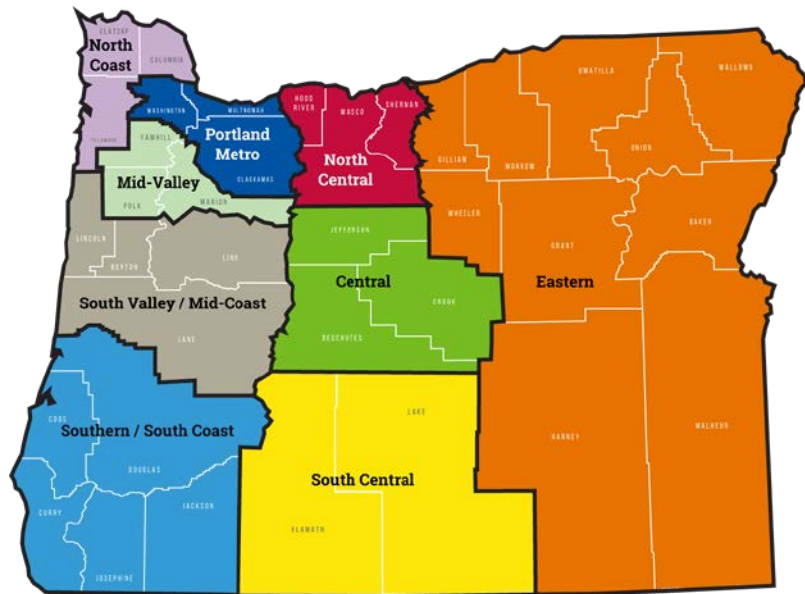 CLATSOP
North
Coast
COLUMBIA
TILLAMOOK
WASHINGTON
MULTNOMAH
Portland
Metro
CLACKAMAS
HOOD
RIVER
WASCO
SHERMAN
North
Central
UMATILLA
WALLOWA
UNION
GILLIAM
MORROW
WHEELER
GRANT
BAKER
Eastern
HARNEY
MALHEUR
YAMHILL
Mid-Valley
POLK
MARION
LINCOLN
BENTON
LINN
South Valley / Mid-Coast
LANE
JEFFERSON
Central
CROOK
DESCHUTES
COOS
Southern / South Coast
DOUGLAS
CURRY
JACKSON
JOSEPHINE
LAKE
South Central
KLAMATH